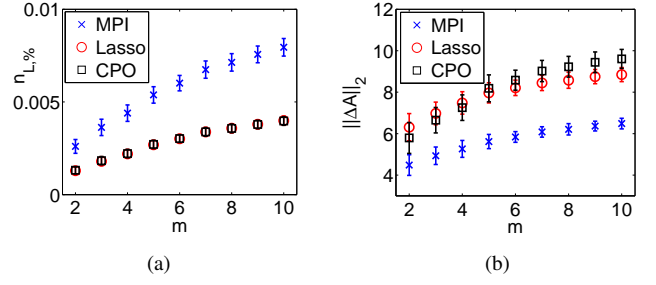 0.01
0.005
0
n_{L,%}
MPI
Lasso
CPO
2 4 6 8 10
m
(a)
12
10
8
6
4
||ΔA||_2
MPI
Lasso
CPO
2 4 6 8 10
m
(b)